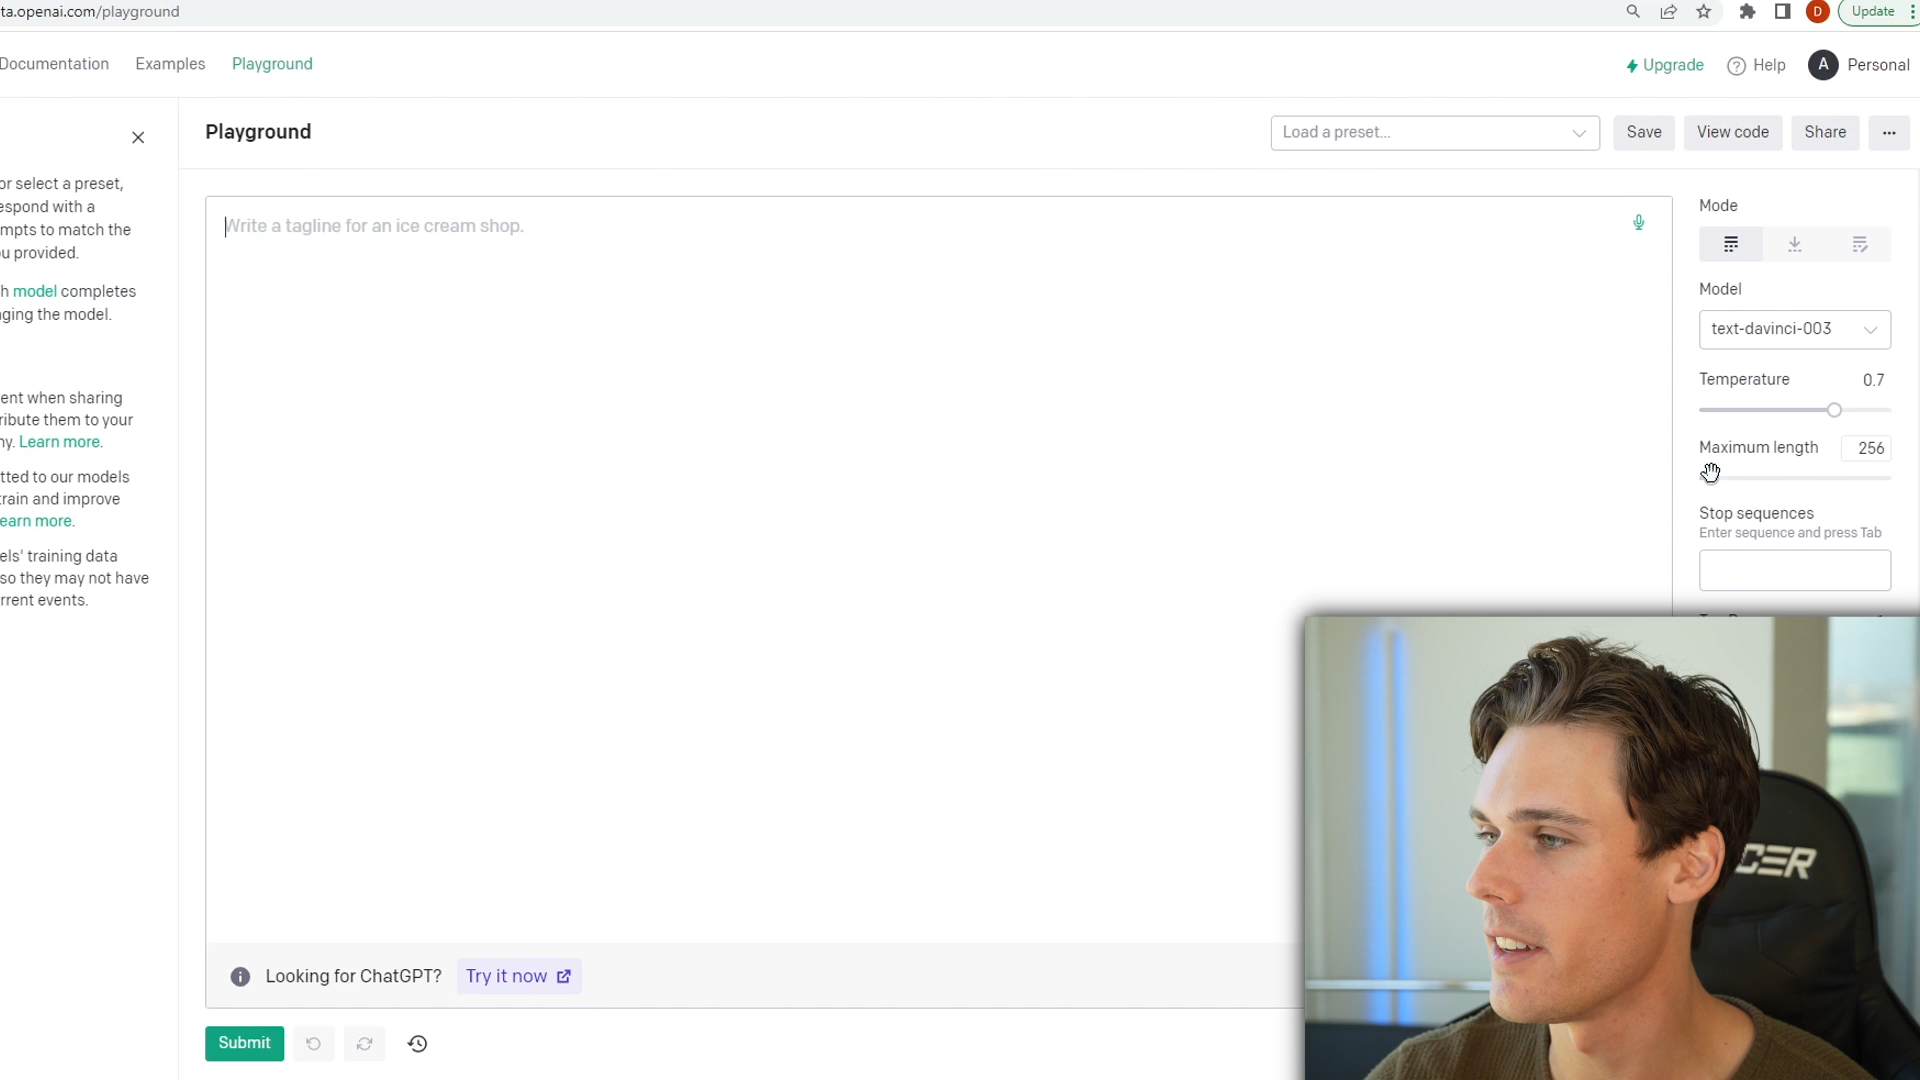 ta.openai.com/playground
Update
Documentation
Examples
Playground
Upgrade
Help
A
Personal
D
Playground
Load a preset...
Save
View code
Share
or select a preset,
espond with a
mpts to match the
u provided.
h model completes
ging the model.
ent when sharing
ribute them to your
ny. Learn more.
tted to our models
train and improve
earn more.
els' training data
so they may not have
rrent events.
Write a tagline for an ice cream shop.
Mode
Model
text-davinci-003
Temperature 0.7
Maximum length 256
Stop sequences
Enter sequence and press Tab
Looking for ChatGPT? Try it now
Submit
CER